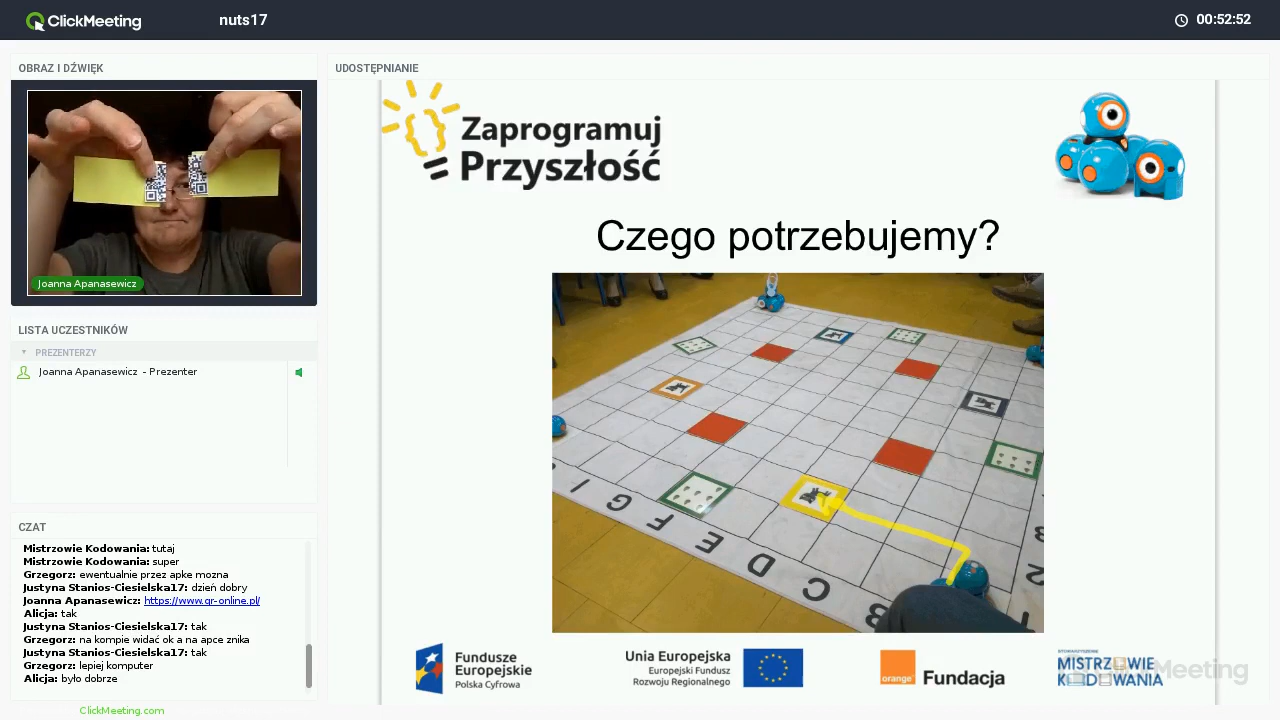 ClickMeeting
nuts17
00:52:52
OBRAZ I DŹWIĘK
Joanna Apanasewicz
LISTA UCZESTNIKÓW
PREZENTERZY
Joanna Apanasewicz - Prezenter
CZAT
Mistrzowie Kodowania: tutaj
Mistrzowie Kodowania: super
Grzegorz: ewentualnie przez apke mozna
Justyna Stanios-Ciesielska17: dzień dobry
Joanna Apanasewicz: https://www.qr-online.pl/
Alicja: tak
Justyna Stanios-Ciesielska17: tak
Grzegorz: na kompie widać ok a na apce znika
Justyna Stanios-Ciesielska17: tak
Grzegorz: lepiej komputer
Alicja: było dobrze
ClickMeeting.com
UDOSTĘPNIANIE
Zaprogramuj
Przyszłość
Czego potrzebujemy?
I G F E D C B
2
Fundusze
Europejskie
Polska Cyfrowa
Unia Europejska
Europejski Fundusz
Rozwoju Regionalnego
orange
Fundacja
STOWARZYSZENIE
MISTRZOWIE
KODOWANIA
ClickMeeting